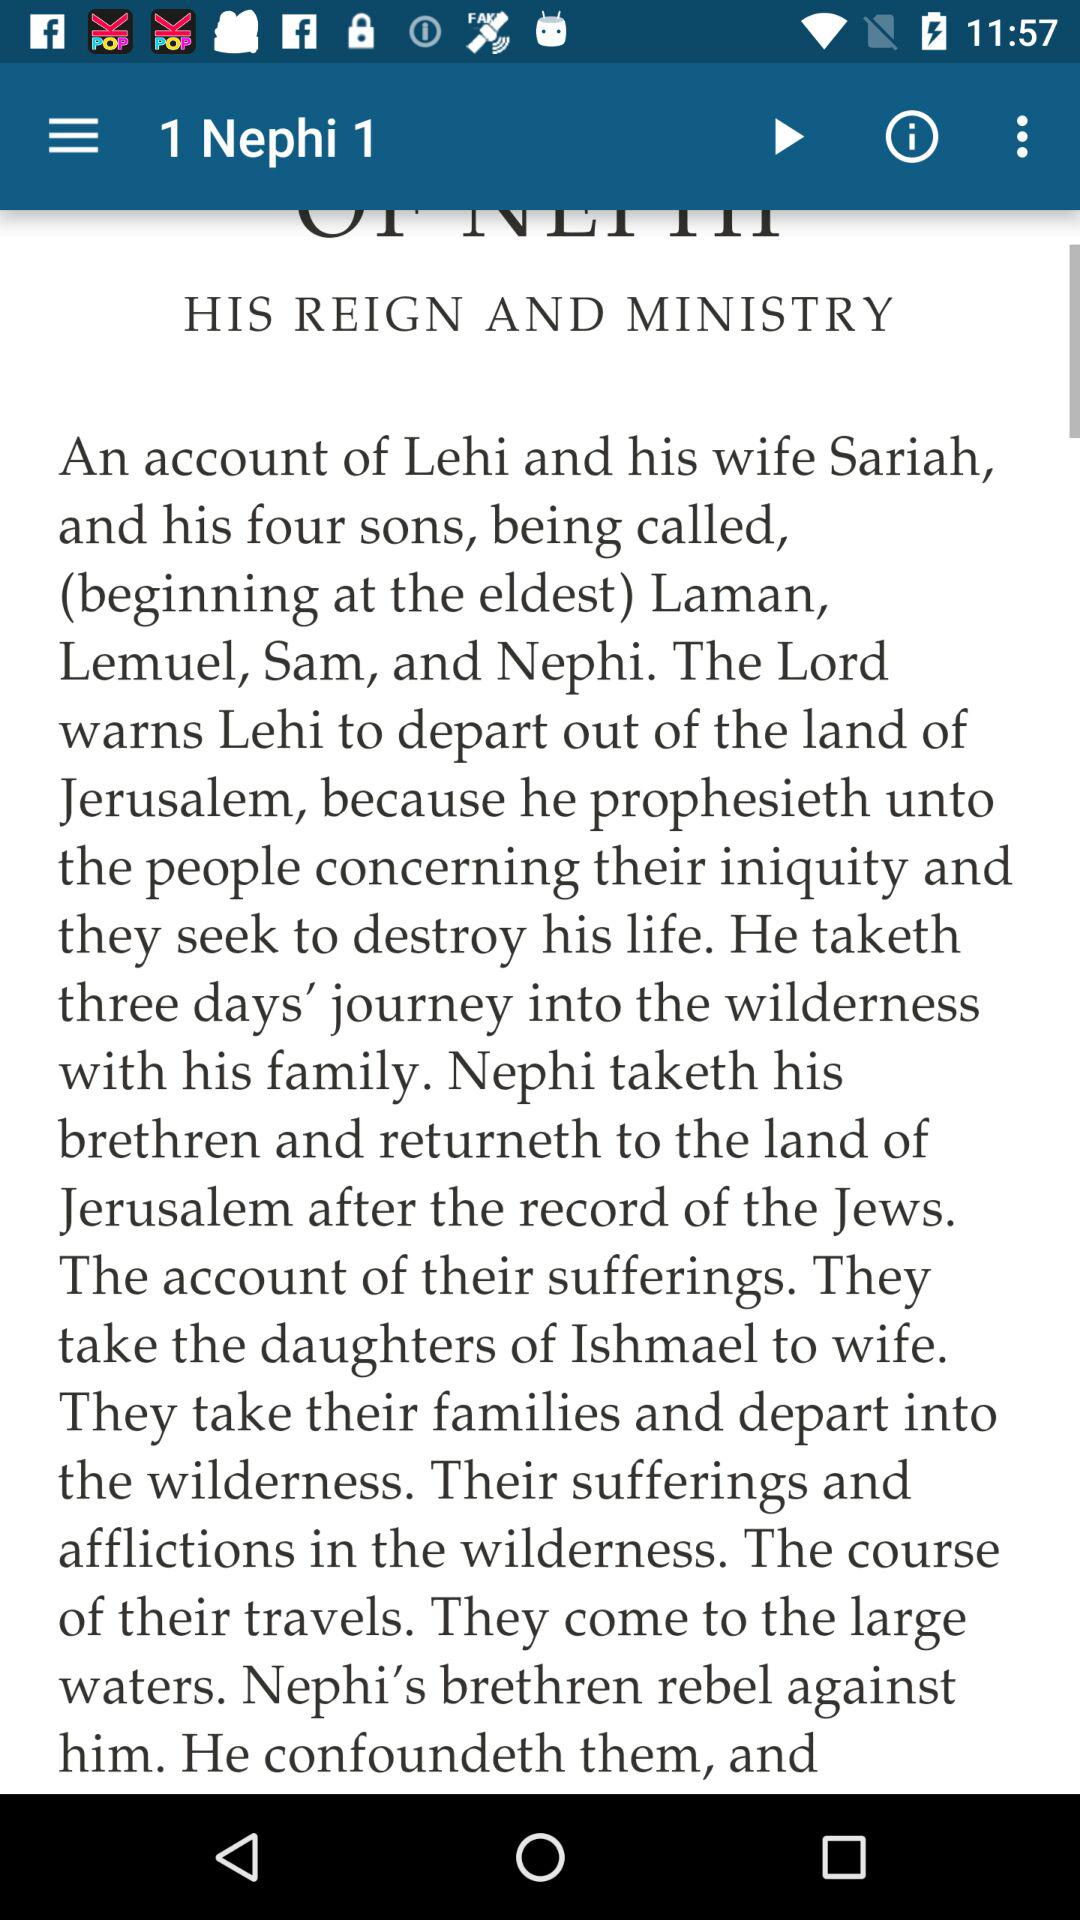 POP POP FAKE 11:57
1 Nephi 1
OF NEPHI
HIS REIGN AND MINISTRY
An account of Lehi and his wife Sariah,
and his four sons, being called,
(beginning at the eldest) Laman,
Lemuel, Sam, and Nephi. The Lord
warns Lehi to depart out of the land of
Jerusalem, because he prophesieth unto
the people concerning their iniquity and
they seek to destroy his life. He taketh
three days’ journey into the wilderness
with his family. Nephi taketh his
brethren and returneth to the land of
Jerusalem after the record of the Jews.
The account of their sufferings. They
take the daughters of Ishmael to wife.
They take their families and depart into
the wilderness. Their sufferings and
afflictions in the wilderness. The course
of their travels. They come to the large
waters. Nephi’s brethren rebel against
him. He confoundeth them, and